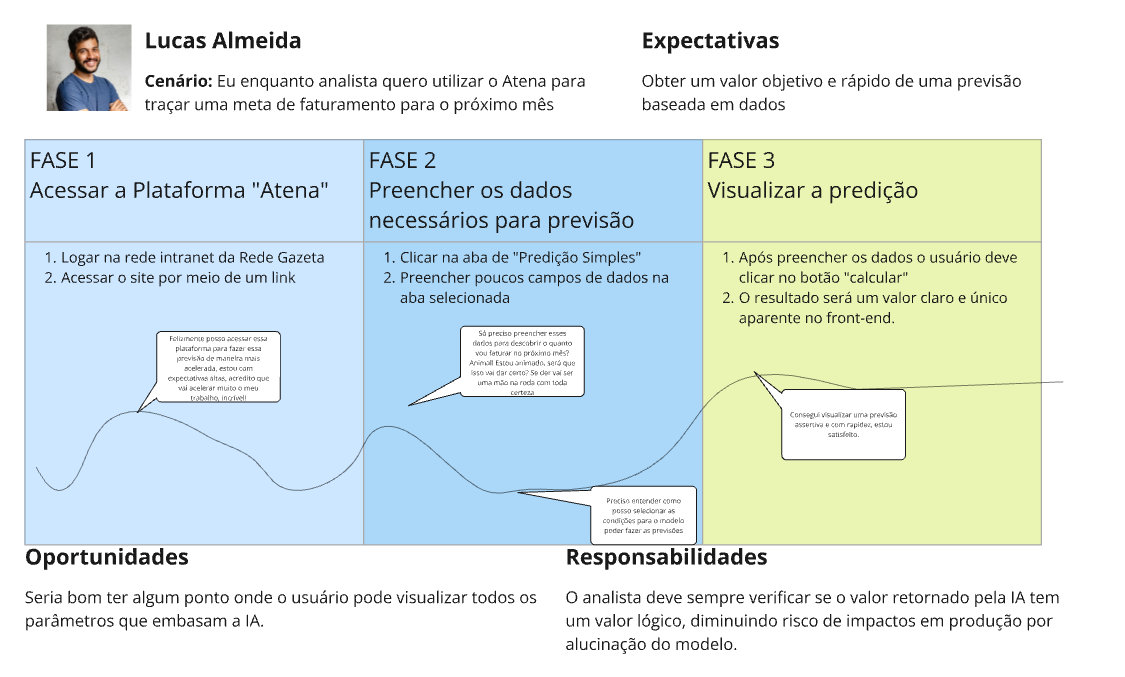 Lucas Almeida
Cenário: Eu enquanto analista quero utilizar o Atena para
traçar uma meta de faturamento para o próximo mês
Expectativas
Obter um valor objetivo e rápido de uma previsão
baseada em dados
FASE 1
Acessar a Plataforma "Atena"
1. Logar na rede intranet da Rede Gazeta
2. Acessar o site por meio de um link
Felizmente posso acessar essa
plataforma para fazer essa
previsão de maneira mais
acelerada, estou com
expectativas altas, acredito que
vai acelerar muito o meu
trabalho, incrível!
FASE 2
Preencher os dados
necessários para previsão
1. Clicar na aba de "Predição Simples"
2. Preencher poucos campos de dados na
aba selecionada
Só preciso preencher esses
dados para descobrir o quanto
vou faturar no próximo mês?
Animal! Estou animado, será que
isso vai dar certo? Se der vai ser
uma mão na roda com toda
certeza
Preciso entender como
posso selecionar as
condições para o modelo
poder fazer as previsões
FASE 3
Visualizar a predição
1. Após preencher os dados o usuário deve
clicar no botão "calcular"
2. O resultado será um valor claro e único
aparente no front-end.
Consegui visualizar uma previsão
assertiva e com rapidez, estou
satisfeito.
Oportunidades
Seria bom ter algum ponto onde o usuário pode visualizar todos os
parâmetros que embasam a IA.
Responsabilidades
O analista deve sempre verificar se o valor retornado pela IA tem
um valor lógico, diminuindo risco de impactos em produção por
alucinação do modelo.